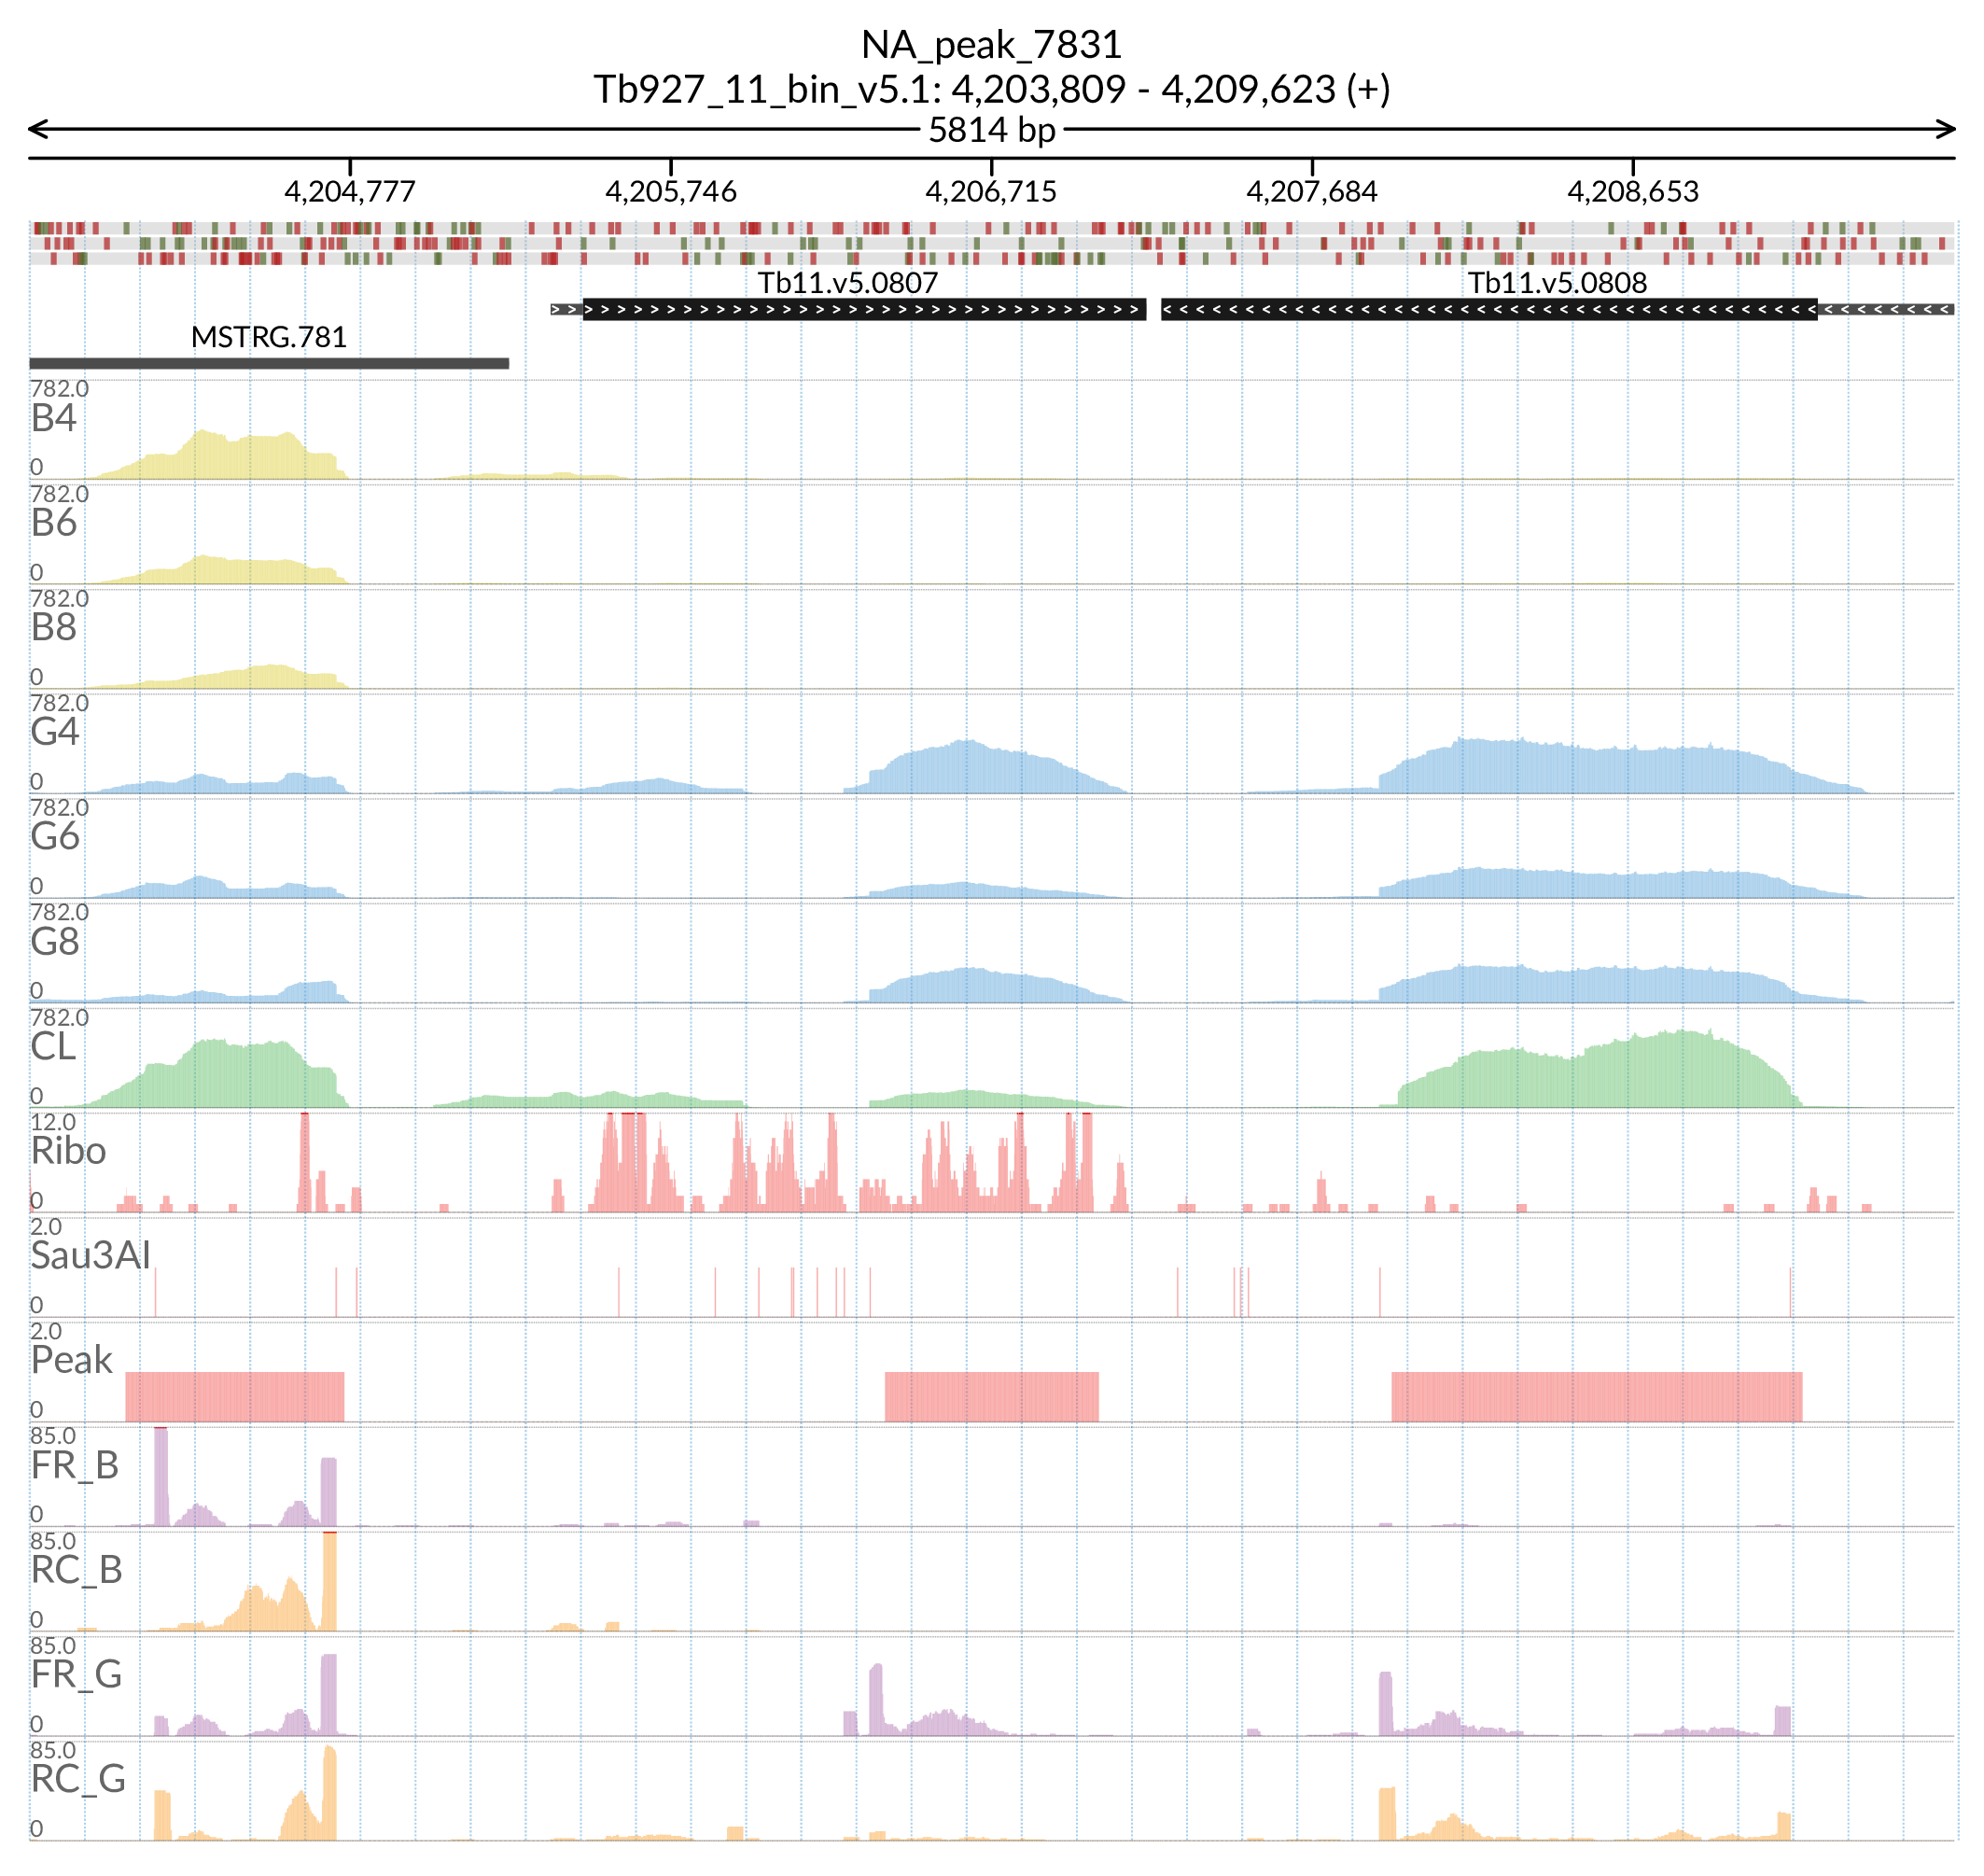 NA_peak_7831
Tb927_11_bin_v5.1: 4,203,809 - 4,209,623 (+)
5814 bp
4,204,777 4,205,746 4,206,715 4,207,684 4,208,653
Tb11.v5.0807 Tb11.v5.0808
MSTRG.781
782.0
B4
0
782.0
B6
0
782.0
B8
0
782.0
G4
0
782.0
G6
0
782.0
G8
0
782.0
CL
0
12.0
Ribo
0
2.0
Sau3AI
0
2.0
Peak
0
85.0
FR_B
0
85.0
RC_B
0
85.0
FR_G
0
85.0
RC_G
0